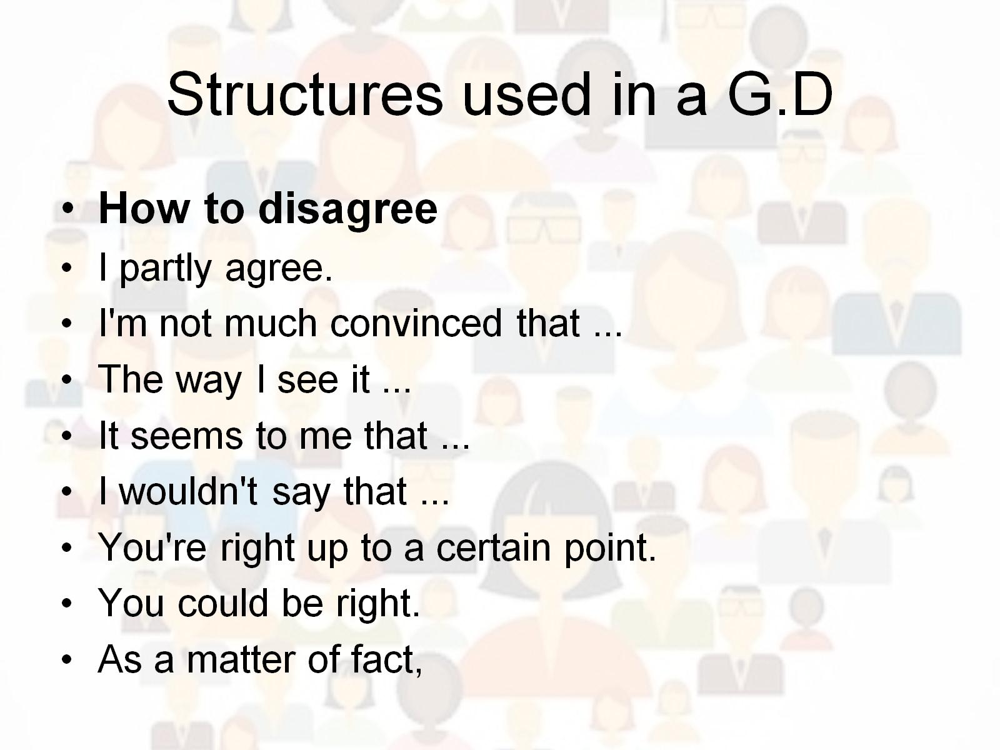 Structures used in a G.D
• How to disagree
• I partly agree.
• I'm not much convinced that ...
• The way I see it ...
• It seems to me that ...
• I wouldn't say that ...
• You're right up to a certain point.
• You could be right.
• As a matter of fact,